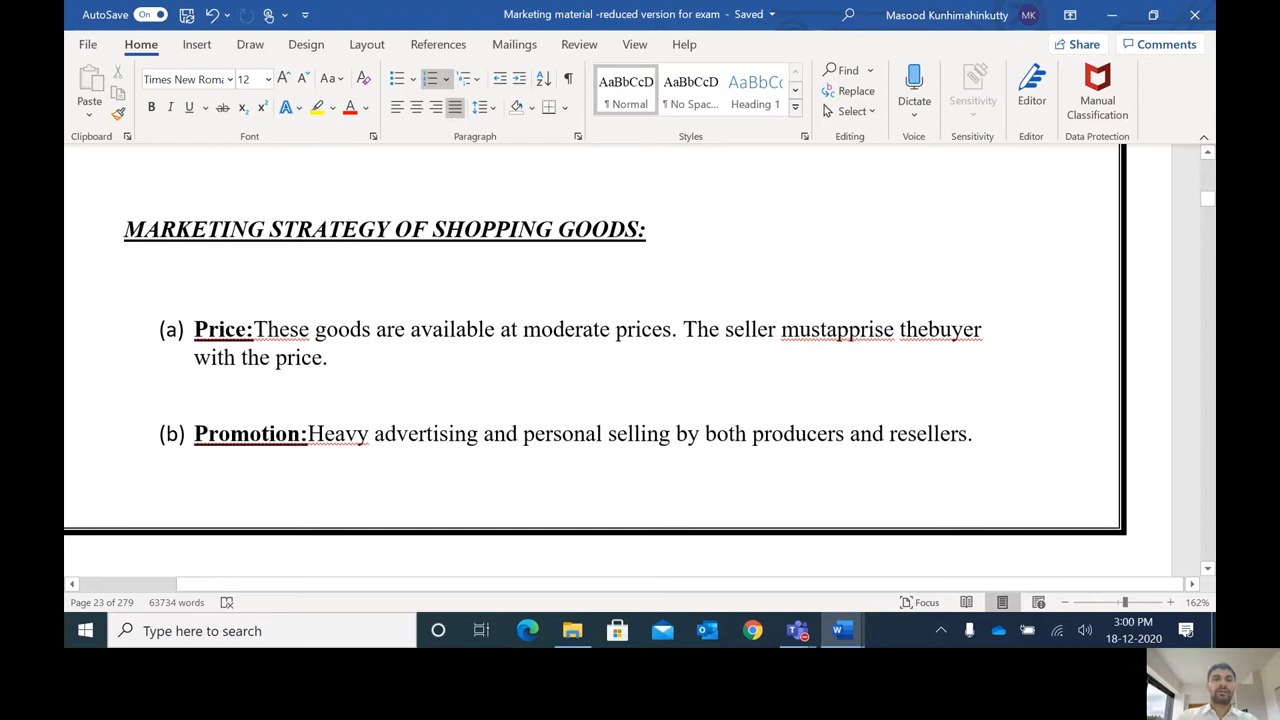 AutoSave On Marketing material -reduced version for exam - Saved Masood Kunhimahinkutty MK
File Home Insert Draw Design Layout References Mailings Review View Help Share Comments
Times New Roma 12 Aa AaBbCcD AaBbCcD AaBbCc Find
Paste B I U ab x₂ x² A A ¶ Normal ¶ No Spac... Heading 1 Replace Dictate Sensitivity Editor Manual Classification
Select
Clipboard Font Paragraph Styles Editing Voice Sensitivity Editor Data Protection
MARKETING STRATEGY OF SHOPPING GOODS:
(a) Price:These goods are available at moderate prices. The seller mustapprise thebuyer
with the price.
(b) Promotion:Heavy advertising and personal selling by both producers and resellers.
Page 23 of 279 63734 words Focus 162%
Type here to search 3:00 PM
18-12-2020